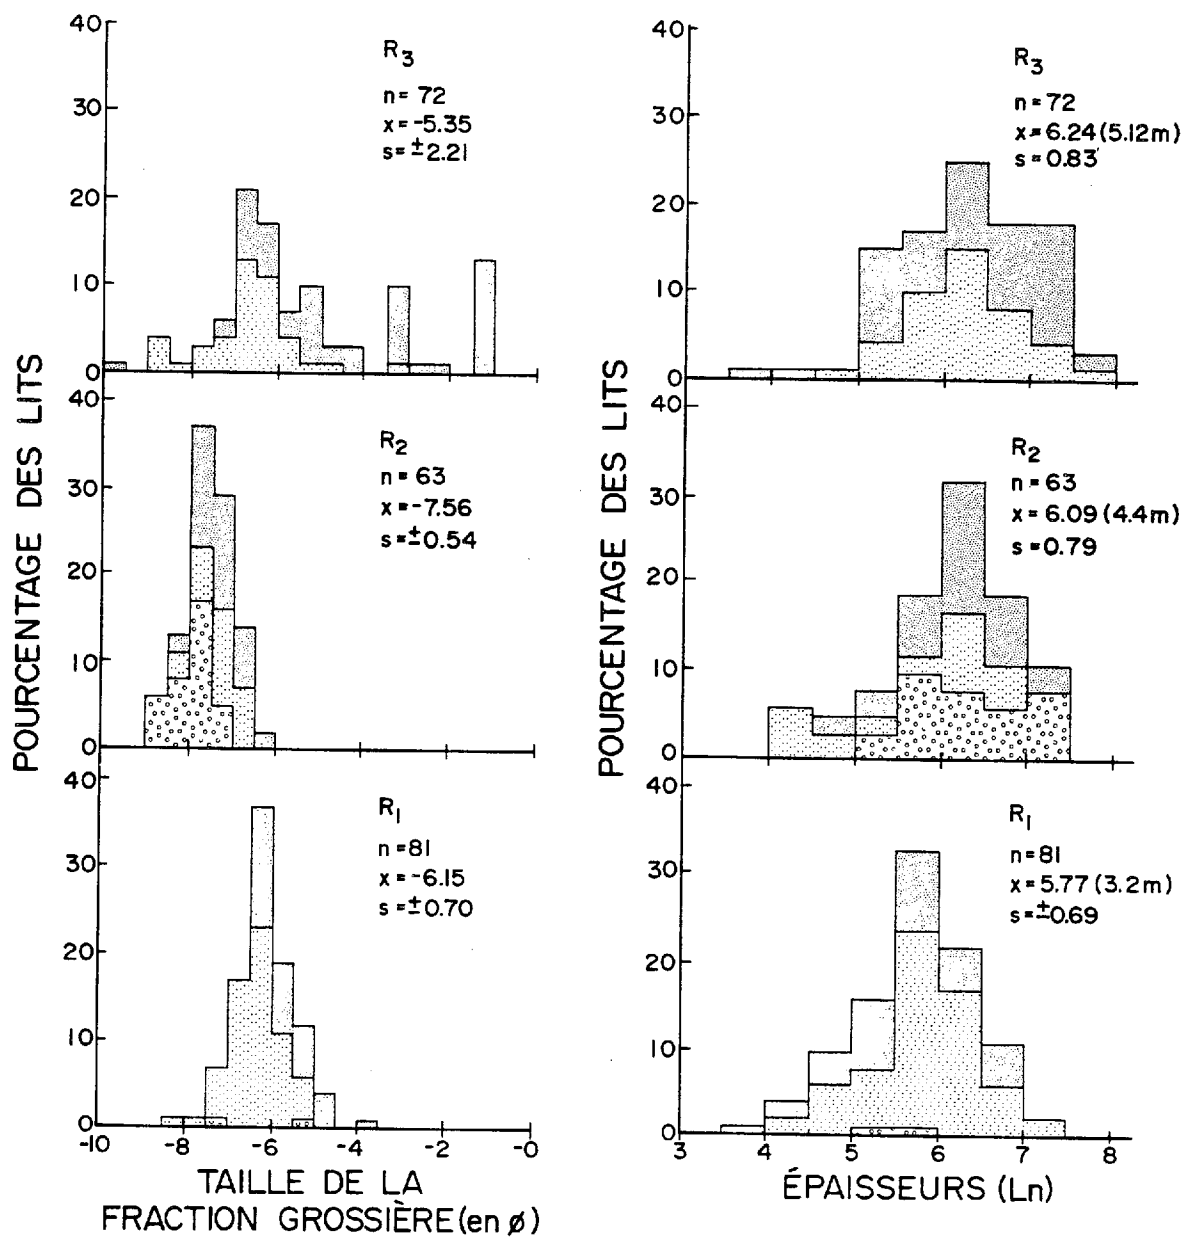 POURCENTAGE DES LITS
40
30
20
10
0
R3
n = 72
x = -5.35
s = ±2.21
40
30
20
10
0
R2
n = 63
x = -7.56
s = ±0.54
40
30
20
10
0
R1
n = 81
x = -6.15
s = ±0.70
-10 -8 -6 -4 -2 -0
TAILLE DE LA
FRACTION GROSSIÈRE (en ø)
POURCENTAGE DES LITS
40
30
20
10
0
R3
n = 72
x = 6.24 (5.12m)
s = 0.83
40
30
20
10
0
R2
n = 63
x = 6.09 (4.4m)
s = 0.79
40
30
20
10
0
R1
n = 81
x = 5.77 (3.2m)
s = ±0.69
3 4 5 6 7 8
ÉPAISSEURS (Ln)